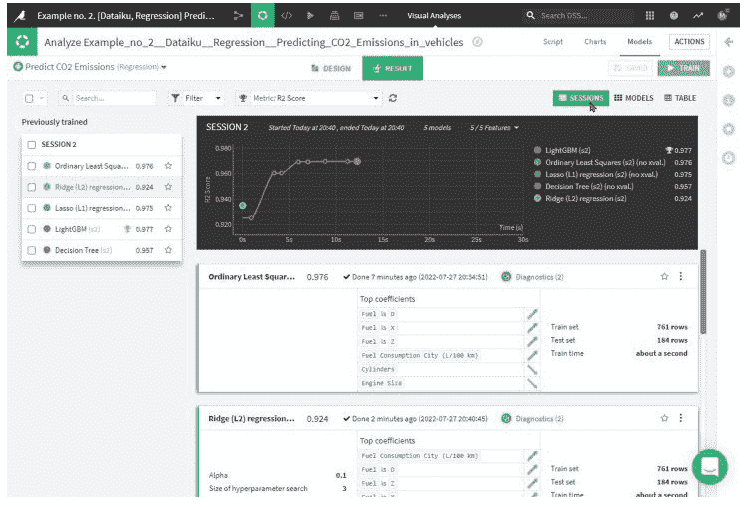 Example no. 2. [Dataiku, Regression] Predi...
Visual Analyses
Search DSS...
Analyze Example_no_2__Dataiku__Regression__Predicting_CO2_Emissions_in_vehicles
Script
Charts
Models
ACTIONS
Predict CO2 Emissions (Regression)
DESIGN
RESULT
TRAIN
Search...
Filter
Metric: R2 Score
SESSIONS
MODELS
TABLE
Previously trained
SESSION 2
Ordinary Least Squa... 0.976
Ridge (L2) regression... 0.924
Lasso (L1) regression... 0.975
LightGBM (s2) 0.977
Decision Tree (s2) 0.957
SESSION 2
Started Today at 20:40, ended Today at 20:40
5 models
5/5 Features
0.980
0.960
0.940
0.920
R2 Score
0s
5s
10s
15s
20s
25s
30s
Time (s)
LightGBM (s2) 0.977
Ordinary Least Squares (s2) (no xval.) 0.976
Lasso (L1) regression (s2) (no xval.) 0.975
Decision Tree (s2) (no xval.) 0.957
Ridge (L2) regression (s2) 0.924
Ordinary Least Squar... 0.976
Done 7 minutes ago (2022-07-27 20:34:51)
Diagnostics (2)
Top coefficients
Fuel is D
Fuel is X
Fuel is Z
Fuel Consumption City (L/100 km)
Cylinders
Engine Size
Train set 761 rows
Test set 184 rows
Train time about a second
Ridge (L2) regression... 0.924
Done 2 minutes ago (2022-07-27 20:40:45)
Diagnostics (2)
Alpha 0.1
Size of hyperparameter search 3
Top coefficients
Fuel Consumption City (L/100 km)
Fuel is D
Fuel is Z
Train set 761 rows
Test set 184 rows
Train time about a second